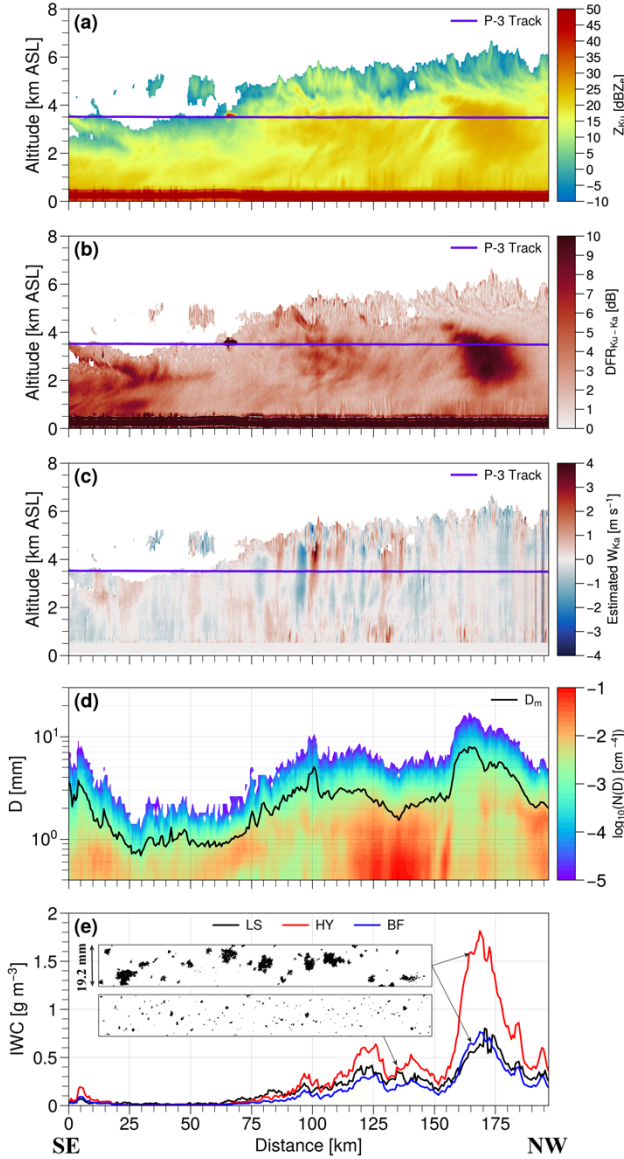 (a)
P-3 Track
Altitude [km ASL]
8
6
4
2
0
50
45
40
35
30
25
20
15
10
5
0
−5
−10
Z_Ku [dBZ_e]
(b)
P-3 Track
Altitude [km ASL]
8
6
4
2
0
10
9
8
7
6
5
4
3
2
1
0
DFR_Ku−Ka [dB]
(c)
P-3 Track
Altitude [km ASL]
8
6
4
2
0
4
3
2
1
0
−1
−2
−3
−4
Estimated W_Ka [m s⁻¹]
(d)
D_m
D [mm]
10¹
10⁰
−1
−2
−3
−4
−5
log₁₀(N(D)) [cm⁻⁴]
(e)
LS HY BF
19.2 mm
IWC [g m⁻³]
2
1.5
1
0.5
0
0 25 50 75 100 125 150 175
SE Distance [km] NW